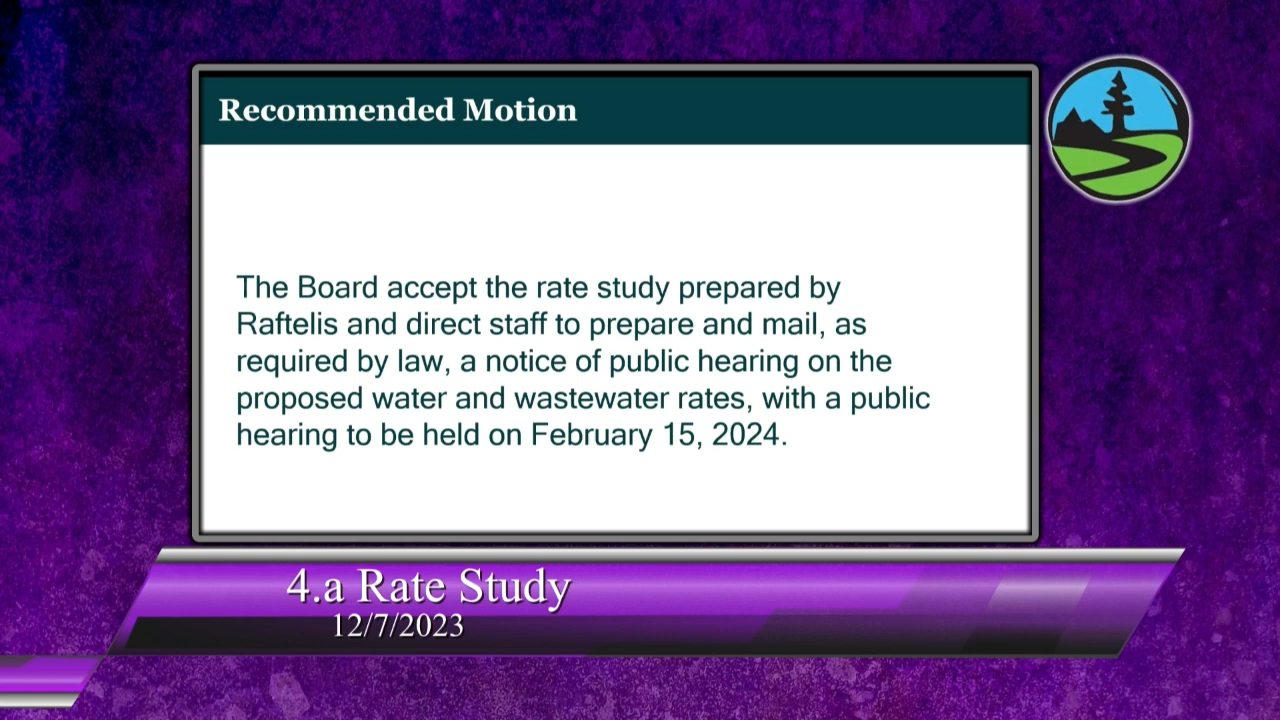 Recommended Motion
The Board accept the rate study prepared by
Raftelis and direct staff to prepare and mail, as
required by law, a notice of public hearing on the
proposed water and wastewater rates, with a public
hearing to be held on February 15, 2024.
4.a Rate Study
12/7/2023